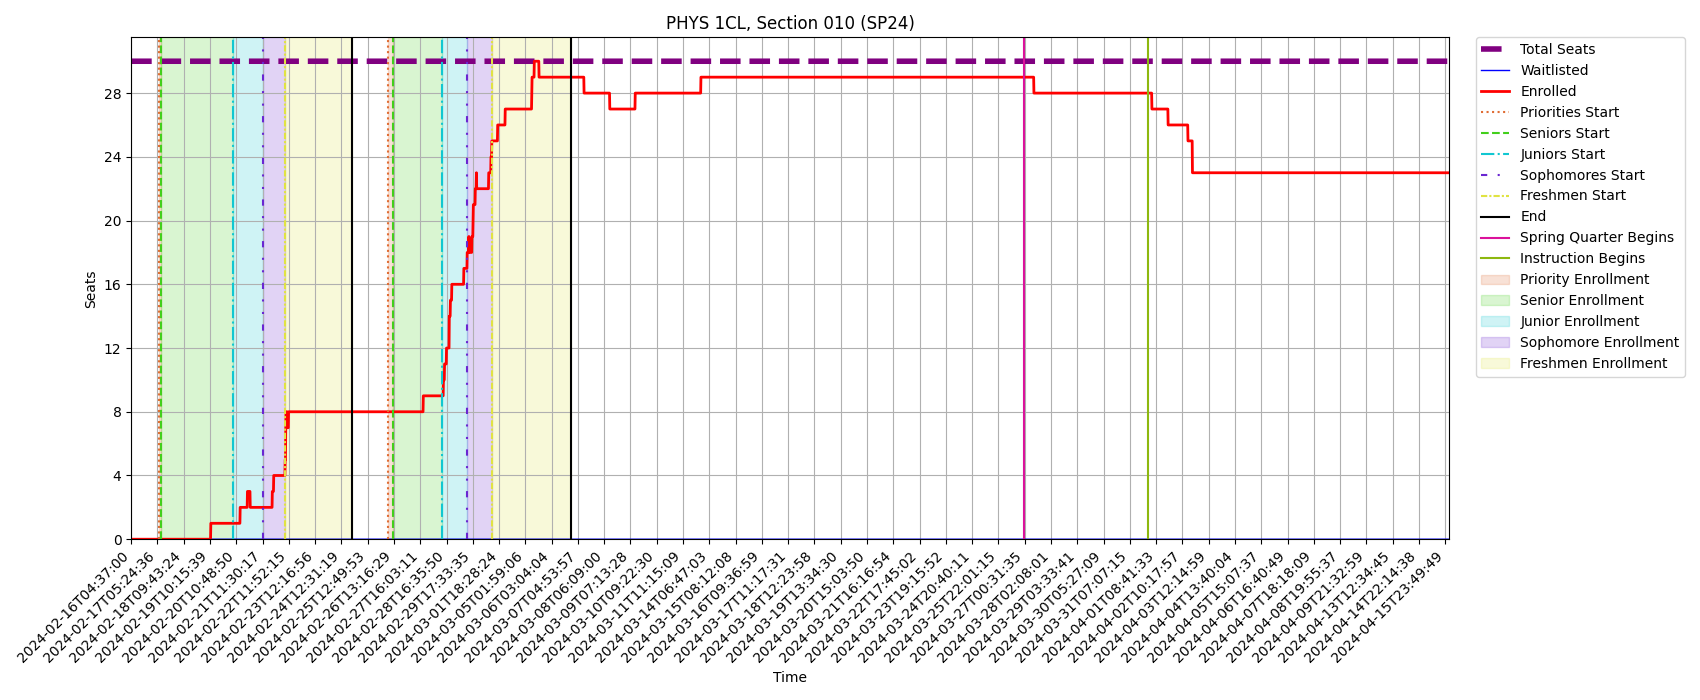 PHYS 1CL, Section 010 (SP24)
Seats
28
24
20
16
12
8
4
0
2024-02-16T04:37:00
2024-02-17T05:24:36
2024-02-18T09:43:24
2024-02-19T10:15:39
2024-02-20T10:48:50
2024-02-21T11:30:17
2024-02-22T11:52:15
2024-02-23T12:16:56
2024-02-24T12:31:19
2024-02-25T12:49:53
2024-02-26T13:16:29
2024-02-27T16:03:11
2024-02-28T16:35:50
2024-02-29T17:33:35
2024-03-01T18:28:24
2024-03-05T01:59:06
2024-03-06T03:04:04
2024-03-07T04:53:57
2024-03-08T06:09:00
2024-03-09T07:13:28
2024-03-10T09:22:30
2024-03-11T11:15:09
2024-03-14T06:47:03
2024-03-15T08:12:08
2024-03-16T09:36:59
2024-03-17T11:17:31
2024-03-18T12:23:58
2024-03-19T13:34:30
2024-03-20T15:03:50
2024-03-21T16:16:54
2024-03-22T17:45:02
2024-03-23T19:15:52
2024-03-24T20:40:11
2024-03-25T22:01:15
2024-03-27T00:31:35
2024-03-28T02:08:01
2024-03-29T03:33:41
2024-03-30T05:27:09
2024-03-31T07:07:15
2024-04-01T08:41:33
2024-04-02T10:17:57
2024-04-03T12:14:59
2024-04-04T13:40:04
2024-04-05T15:07:37
2024-04-06T16:40:49
2024-04-07T18:18:09
2024-04-08T19:55:37
2024-04-09T21:32:59
2024-04-13T12:34:45
2024-04-14T22:14:38
2024-04-15T23:49:49
Time
Total Seats
Waitlisted
Enrolled
Priorities Start
Seniors Start
Juniors Start
Sophomores Start
Freshmen Start
End
Spring Quarter Begins
Instruction Begins
Priority Enrollment
Senior Enrollment
Junior Enrollment
Sophomore Enrollment
Freshmen Enrollment